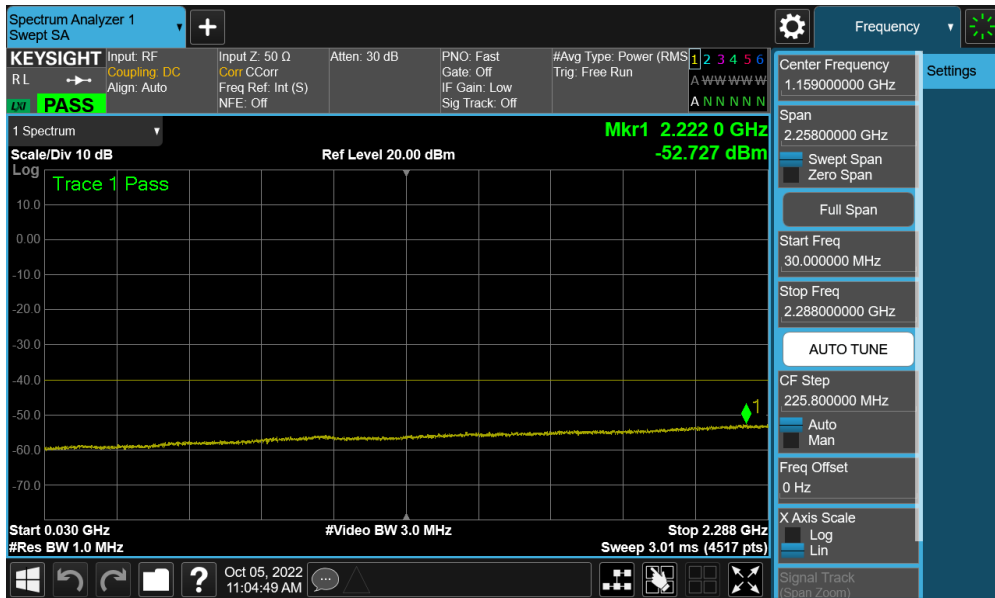 Spectrum Analyzer 1
Swept SA
+
Frequency
KEYSIGHT
R L
LXI PASS
Input: RF
Coupling: DC
Align: Auto
Input Z: 50 Ω
Corr CCorr
Freq Ref: Int (S)
NFE: Off
Atten: 30 dB
PNO: Fast
Gate: Off
IF Gain: Low
Sig Track: Off
#Avg Type: Power (RMS
Trig: Free Run
1 2 3 4 5 6
A W W W W W
A N N N N N
1 Spectrum
Scale/Div 10 dB
Ref Level 20.00 dBm
Mkr1 2.222 0 GHz
-52.727 dBm
Log
Trace 1 Pass
10.0
0.00
-10.0
-20.0
-30.0
-40.0
-50.0
-60.0
-70.0
1
Start 0.030 GHz
#Video BW 3.0 MHz
Stop 2.288 GHz
#Res BW 1.0 MHz
Sweep 3.01 ms (4517 pts)
Center Frequency
1.159000000 GHz
Span
2.25800000 GHz
Swept Span
Zero Span
Full Span
Start Freq
30.000000 MHz
Stop Freq
2.288000000 GHz
AUTO TUNE
CF Step
225.800000 MHz
Auto
Man
Freq Offset
0 Hz
X Axis Scale
Log
Lin
Signal Track
(Span Zoom)
Settings
?
Oct 05, 2022
11:04:49 AM